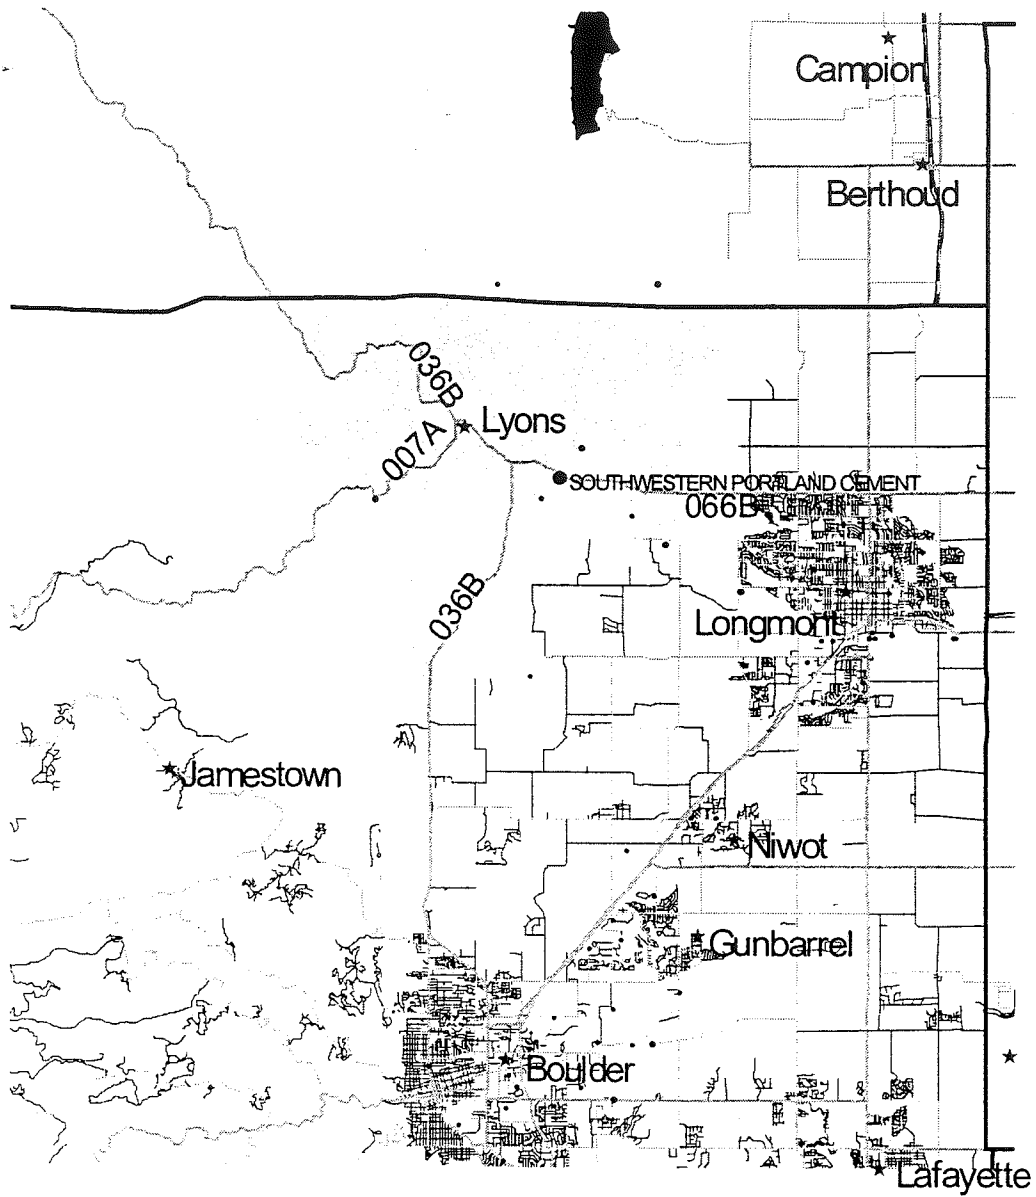 Campion
Berthoud
036B
Lyons
007A
SOUTHWESTERN PORTLAND CEMENT
066B
036B
Longmont
Jamestown
Niwot
Gunbarrel
Boulder
Lafayette